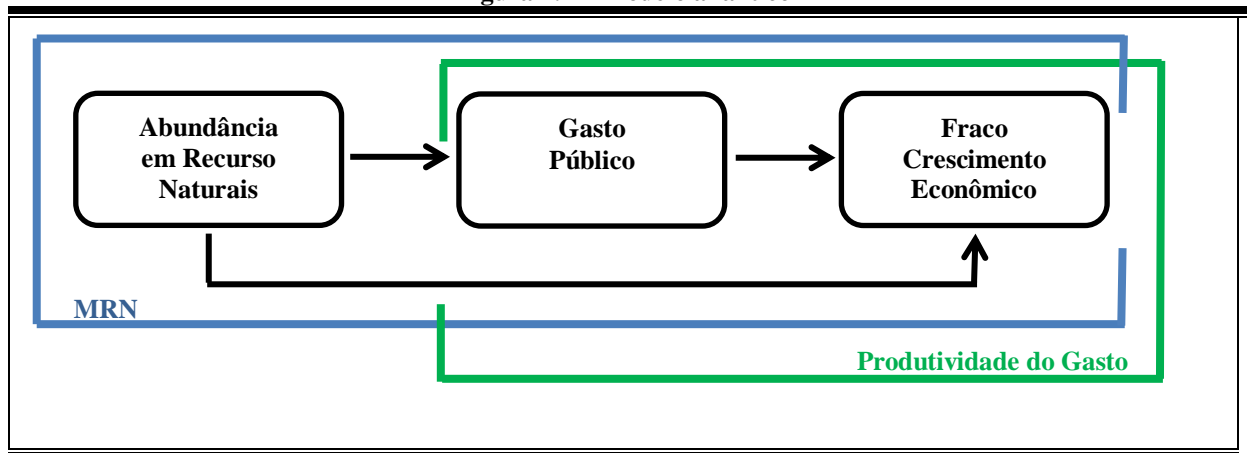 Abundância
em Recurso
Naturais
Gasto
Público
Fraco
Crescimento
Econômico
MRN
Produtividade do Gasto